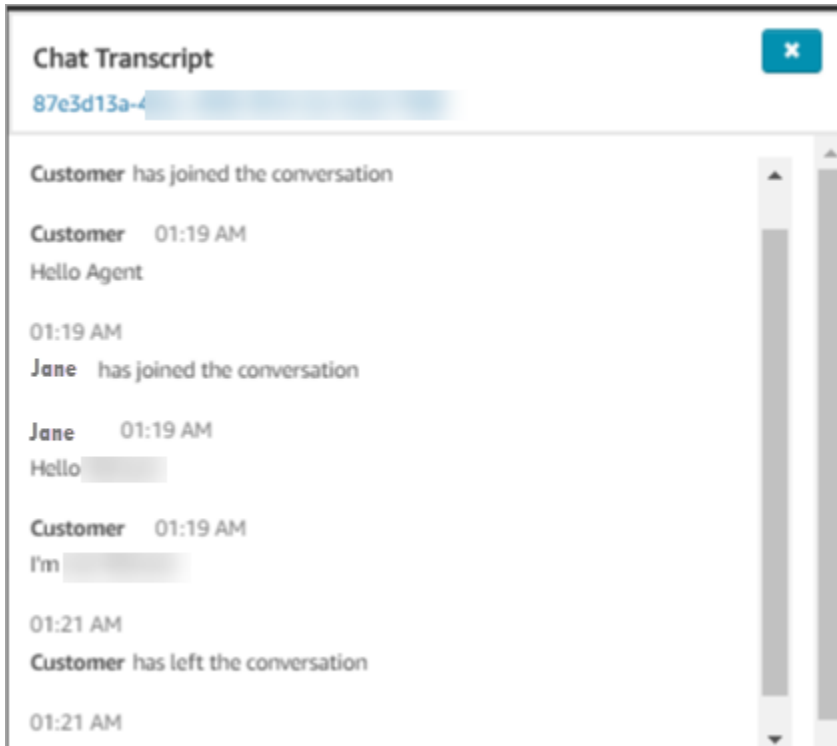 Chat Transcript
87e3d13a-4
Customer has joined the conversation
Customer 01:19 AM
Hello Agent
01:19 AM
Jane has joined the conversation
Jane 01:19 AM
Hello
Customer 01:19 AM
I'm
01:21 AM
Customer has left the conversation
01:21 AM